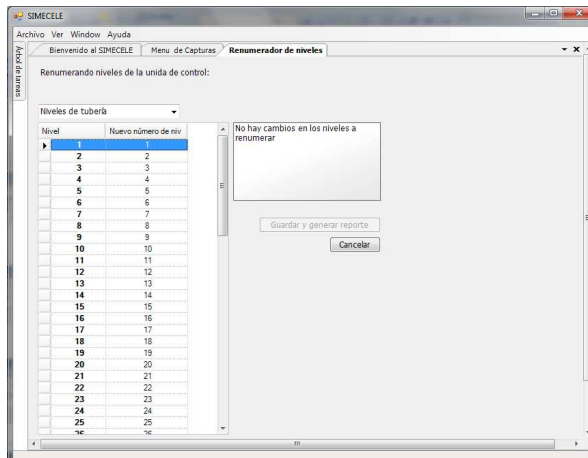 SIMECELE
Archivo Ver Window Ayuda
Árbol de tareas
Bienvenido al SIMECELE Menu de Capturas Renumerador de niveles
Renumerando niveles de la unida de control:
Niveles de tubería
Nivel Nuevo número de niv
1 1
2 2
3 3
4 4
5 5
6 6
7 7
8 8
9 9
10 10
11 11
12 12
13 13
14 14
15 15
16 16
17 17
18 18
19 19
20 20
21 21
22 22
23 23
24 24
25 25
26 26
No hay cambios en los niveles a
renumerar
Guardar y generar reporte
Cancelar